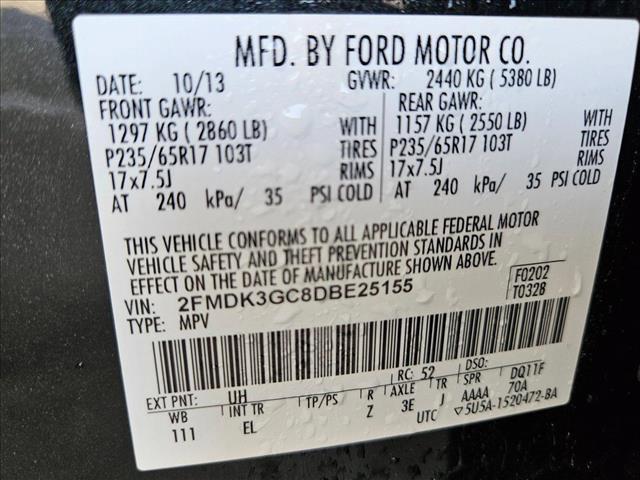 MFD. BY FORD MOTOR CO.
DATE: 10/13 GVWR: 2440 KG ( 5380 LB)
FRONT GAWR: REAR GAWR:
1297 KG ( 2860 LB) WITH 1157 KG ( 2550 LB) WITH
P235/65R17 103T TIRES P235/65R17 103T TIRES
17x7.5J RIMS 17x7.5J RIMS
AT 240 kPa/ 35 PSI COLD AT 240 kPa/ 35 PSI COLD
THIS VEHICLE CONFORMS TO ALL APPLICABLE FEDERAL MOTOR
VEHICLE SAFETY AND THEFT PREVENTION STANDARDS IN
EFFECT ON THE DATE OF MANUFACTURE SHOWN ABOVE.
VIN: 2FMDK3GC8DBE25155 F0202
TYPE: MPV T0328
EXT PNT: UH RC: 52 DSO:
WB INT TR TP/PS R AXLE TR SPR DQ11F
111 EL Z 3E J AAAA 70A
UTC ▽5U5A-1520472-BA